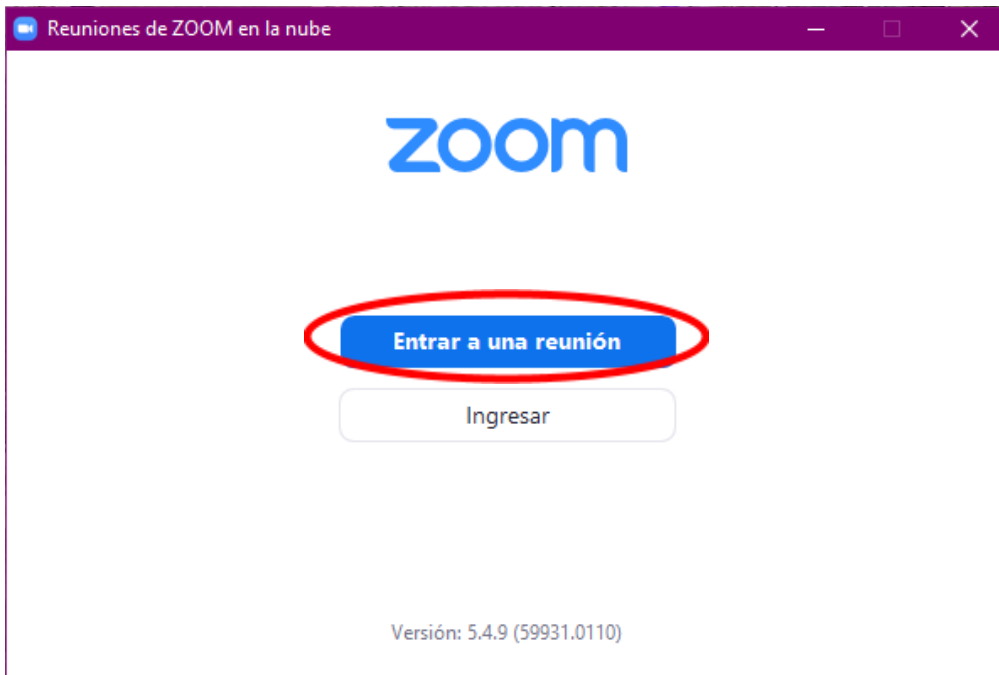 Reuniones de ZOOM en la nube
zoom
Entrar a una reunión
Ingresar
Versión: 5.4.9 (59931.0110)